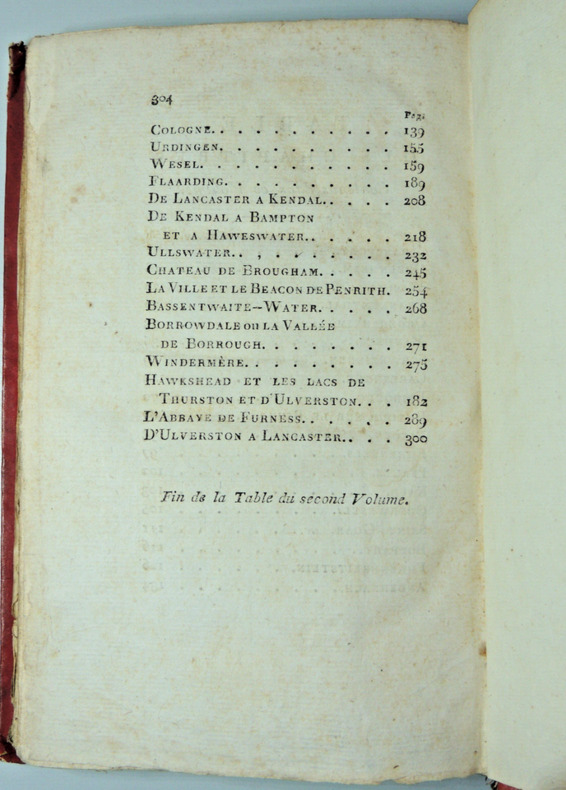 304
Pag.
COLOGNE. . . . . . . . . . . 139
URDINGEN. . . . . . . . . . 155
WESEL. . . . . . . . . . . . 159
FLAARDING. . . . . . . . . . 189
DE LANCASTER A KENDAL. . . . . 208
DE KENDAL A BAMPTON
ET A HAWESWATER. . . . . . 218
ULLSWATER. . . . . . . . . . 232
CHATEAU DE BROUGHAM. . . . . 245
LA VILLE ET LE BEACON DE PENRITH. 254
BASSENTWAITE-WATER. . . . . 268
BORROWDALE OU LA VALLÉE
DE BORROUGH. . . . . . . . 271
WINDERMÈRE. . . . . . . . . 275
HAWKSHEAD ET LES LACS DE
THURSTON ET D'ULVERSTON. . . 182
L'ABBAYE DE FURNESS. . . . . . 289
D'ULVERSTON A LANCASTER. . . . 300
Fin de la Table du second Volume.